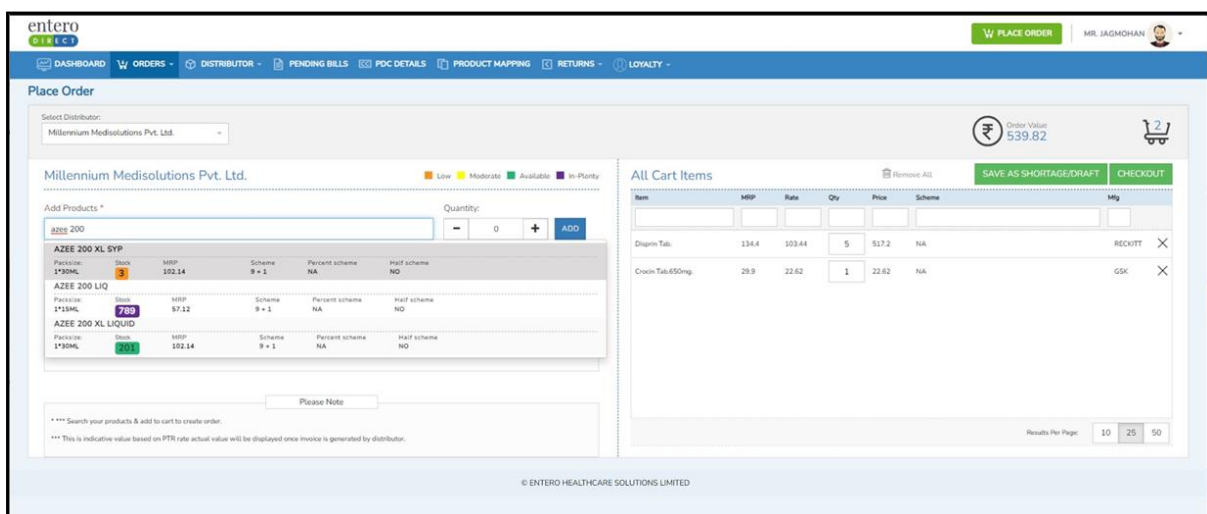 entero
DIRECT
PLACE ORDER
MR. JAGMOHAN
DASHBOARD ORDERS DISTRIBUTOR PENDING BILLS PDC DETAILS PRODUCT MAPPING RETURNS LOYALTY
Place Order
Select Distributor:
Millennium Medisolutions Pvt. Ltd.
Order Value
539.82
2
Millennium Medisolutions Pvt. Ltd.
Low Moderate Available In-Plenty
Add Products *
Quantity:
azee 200
- 0 + ADD
AZEE 200 XL SYP
Packsize: Stock MRP Scheme Percent scheme Half scheme
1*30ML 3 102.14 9 + 1 NA NO
AZEE 200 LIQ
Packsize: Stock MRP Scheme Percent scheme Half scheme
1*15ML 789 57.12 9 + 1 NA NO
AZEE 200 XL LIQUID
Packsize: Stock MRP Scheme Percent scheme Half scheme
1*30ML 201 102.14 9 + 1 NA NO
Please Note
* *** Search your products & add to cart to create order.
*** This is indicative value based on PTR rate actual value will be displayed once invoice is generated by distributor.
All Cart Items
Remove All
SAVE AS SHORTAGE/DRAFT
CHECKOUT
Item MRP Rate Qty Price Scheme Mfg
Disprin Tab. 134.4 103.44 5 517.2 NA RECKITT
Crocin Tab.650mg. 29.9 22.62 1 22.62 NA GSK
Results Per Page: 10 25 50
© ENTERO HEALTHCARE SOLUTIONS LIMITED